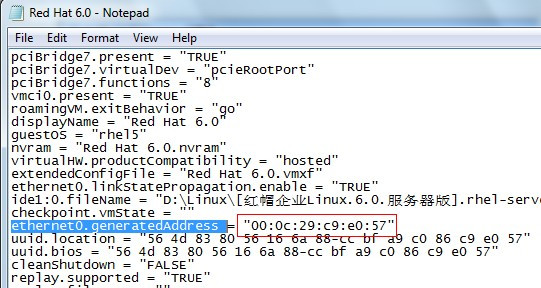 Red Hat 6.0 - Notepad
File Edit Format View Help
pciBridge7.present = "TRUE"
pciBridge7.virtualDev = "pcieRootPort"
pciBridge7.functions = "8"
vmci0.present = "TRUE"
roamingVM.exitBehavior = "go"
displayName = "Red Hat 6.0"
guestOS = "rhel5"
nvram = "Red Hat 6.0.nvram"
virtualHW.productCompatibility = "hosted"
extendedConfigFile = "Red Hat 6.0.vmxf"
ethernet0.linkStatePropagation.enable = "TRUE"
ide1:0.fileName = "D:\Linux\[红帽企业Linux.6.0.服务器版].rhel-serve
checkpoint.vmState = ""
ethernet0.generatedAddress = "00:0c:29:c9:e0:57"
uuid.location = "56 4d 83 80 56 16 6a 88-cc bf a9 c0 86 c9 e0 57"
uuid.bios = "56 4d 83 80 56 16 6a 88-cc bf a9 c0 86 c9 e0 57"
cleanShutdown = "FALSE"
replay.supported = "TRUE"